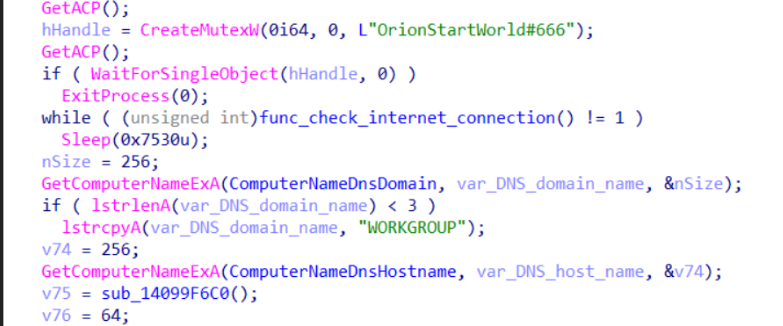 GetACP();
hHandle = CreateMutexW(0i64, 0, L"OrionStartWorld#666");
GetACP();
if ( WaitForSingleObject(hHandle, 0) )
ExitProcess(0);
while ( (unsigned int)func_check_internet_connection() != 1 )
Sleep(0x7530u);
nSize = 256;
GetComputerNameExA(ComputerNameDnsDomain, var_DNS_domain_name, &nSize);
if ( lstrlenA(var_DNS_domain_name) < 3 )
lstrcpyA(var_DNS_domain_name, "WORKGROUP");
v74 = 256;
GetComputerNameExA(ComputerNameDnsHostname, var_DNS_host_name, &v74);
v75 = sub_14099F6C0();
v76 = 64;